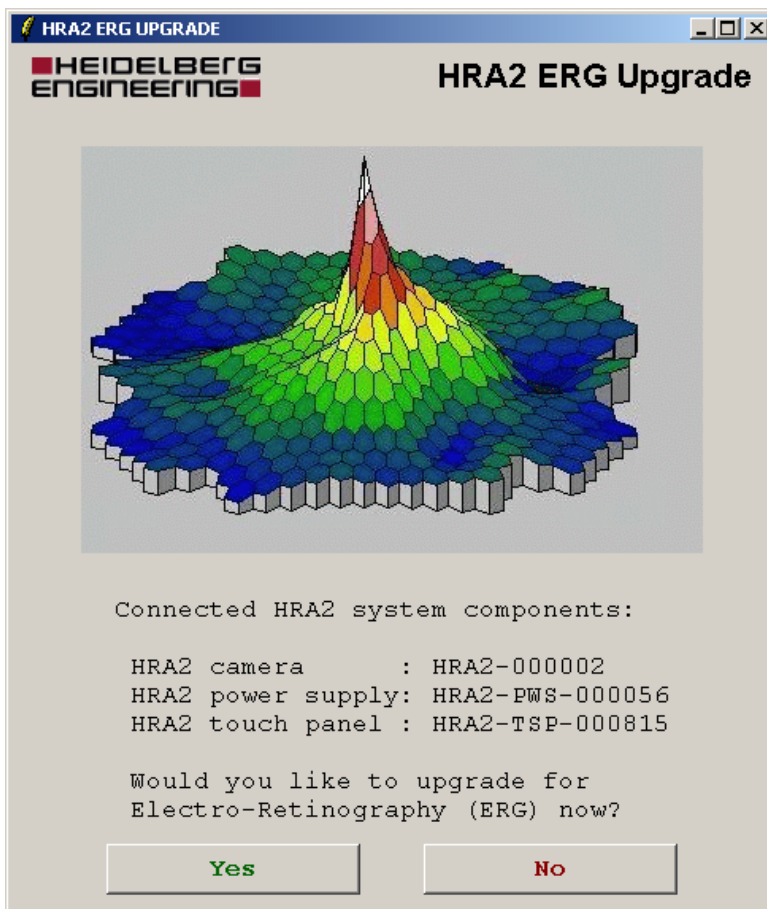 HRA2 ERG UPGRADE
HEIDELBERG
ENGINEERING
HRA2 ERG Upgrade
Connected HRA2 system components:
HRA2 camera      : HRA2-000002
HRA2 power supply: HRA2-PWS-000056
HRA2 touch panel : HRA2-TSP-000815
Would you like to upgrade for
Electro-Retinography (ERG) now?
Yes
No